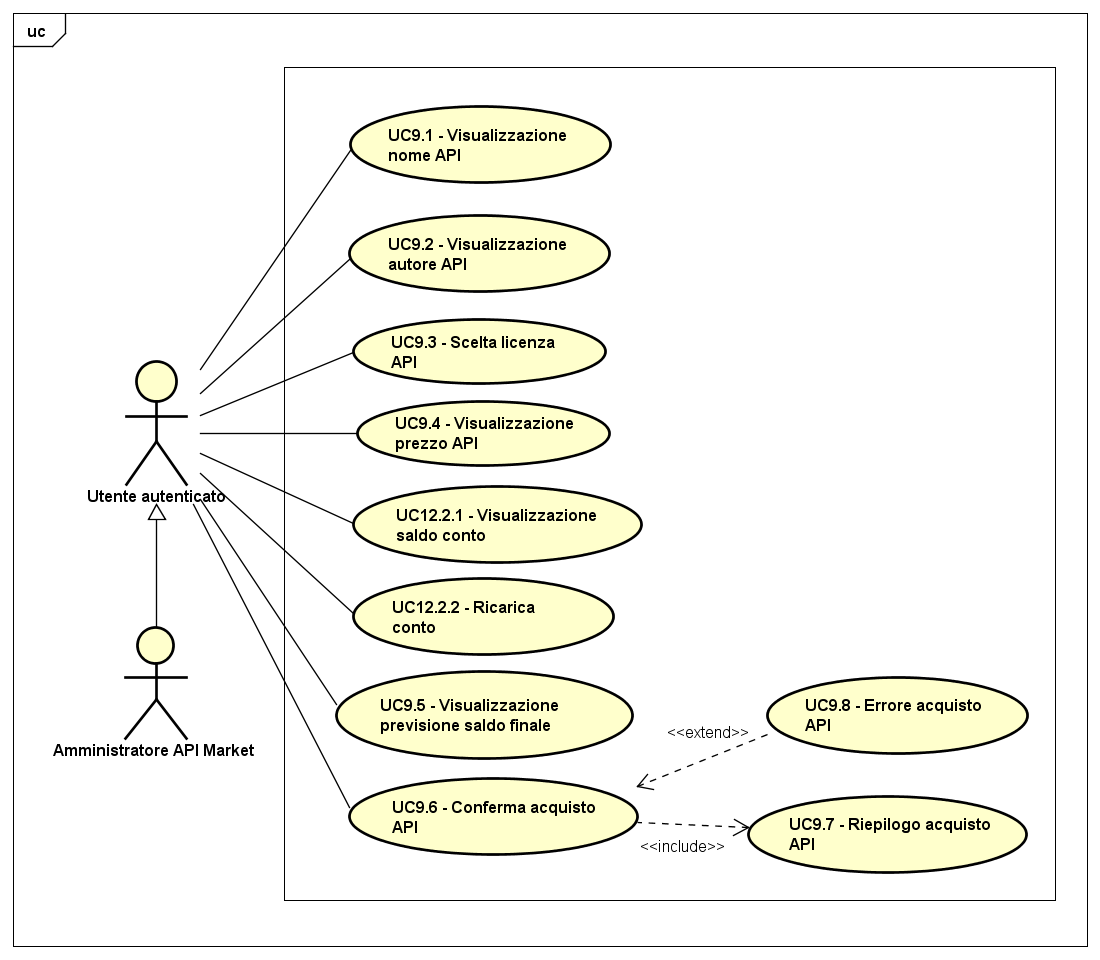 uc
UC9.1 - Visualizzazione
nome API
UC9.2 - Visualizzazione
autore API
UC9.3 - Scelta licenza
API
UC9.4 - Visualizzazione
prezzo API
Utente autenticato
UC12.2.1 - Visualizzazione
saldo conto
UC12.2.2 - Ricarica
conto
UC9.5 - Visualizzazione
previsione saldo finale
UC9.8 - Errore acquisto
API
<<extend>>
Amministratore API Market
UC9.6 - Conferma acquisto
API
UC9.7 - Riepilogo acquisto
API
<<include>>